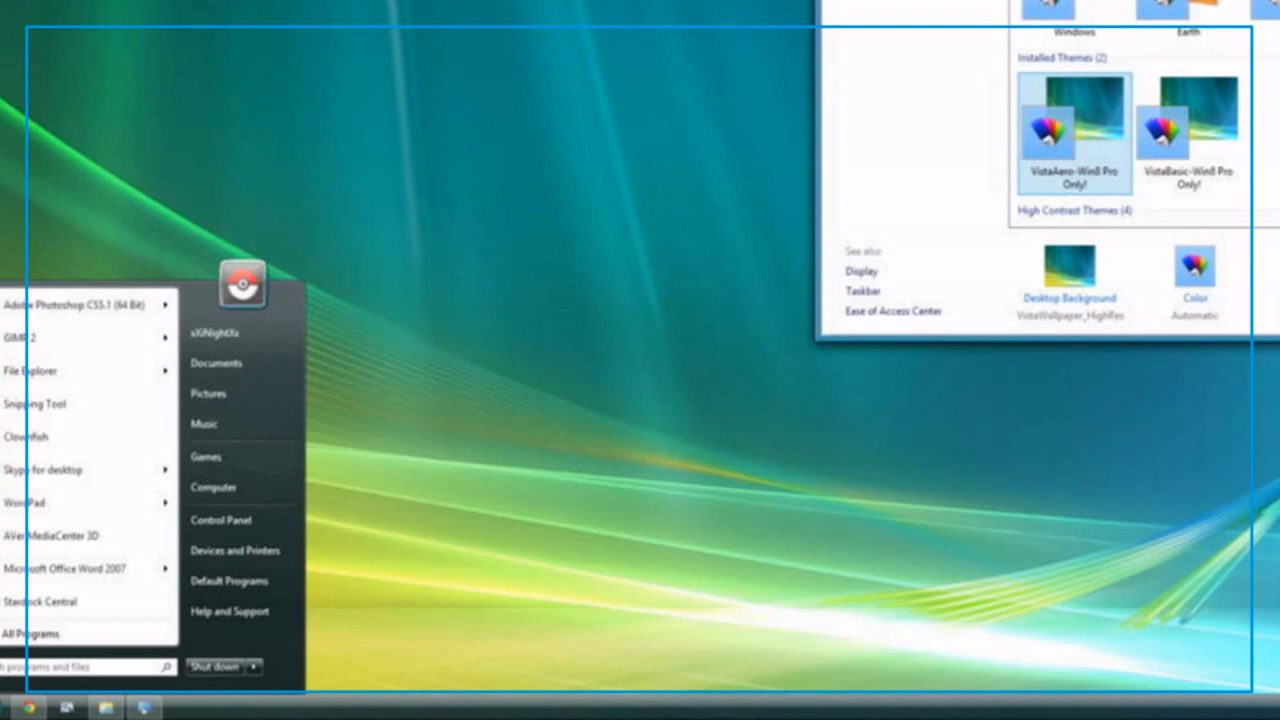 Windows
Earth
Installed Themes (2)
VistaAero-Win8 Pro
Only!
VistaBasic-Win8 Pro
Only!
High Contrast Themes (4)
See also
Display
Taskbar
Ease of Access Center
Desktop Background
VistaWallpaper_HighRes
Color
Automatic
Adobe Photoshop CS5.1 (64 Bit)
GIMP 2
File Explorer
Snipping Tool
Clownfish
Skype for desktop
WordPad
AVerMediaCenter 3D
Microsoft Office Word 2007
Stardock Central
All Programs
h programs and files
Documents
Pictures
Music
Games
Computer
Control Panel
Devices and Printers
Default Programs
Help and Support
Shut down